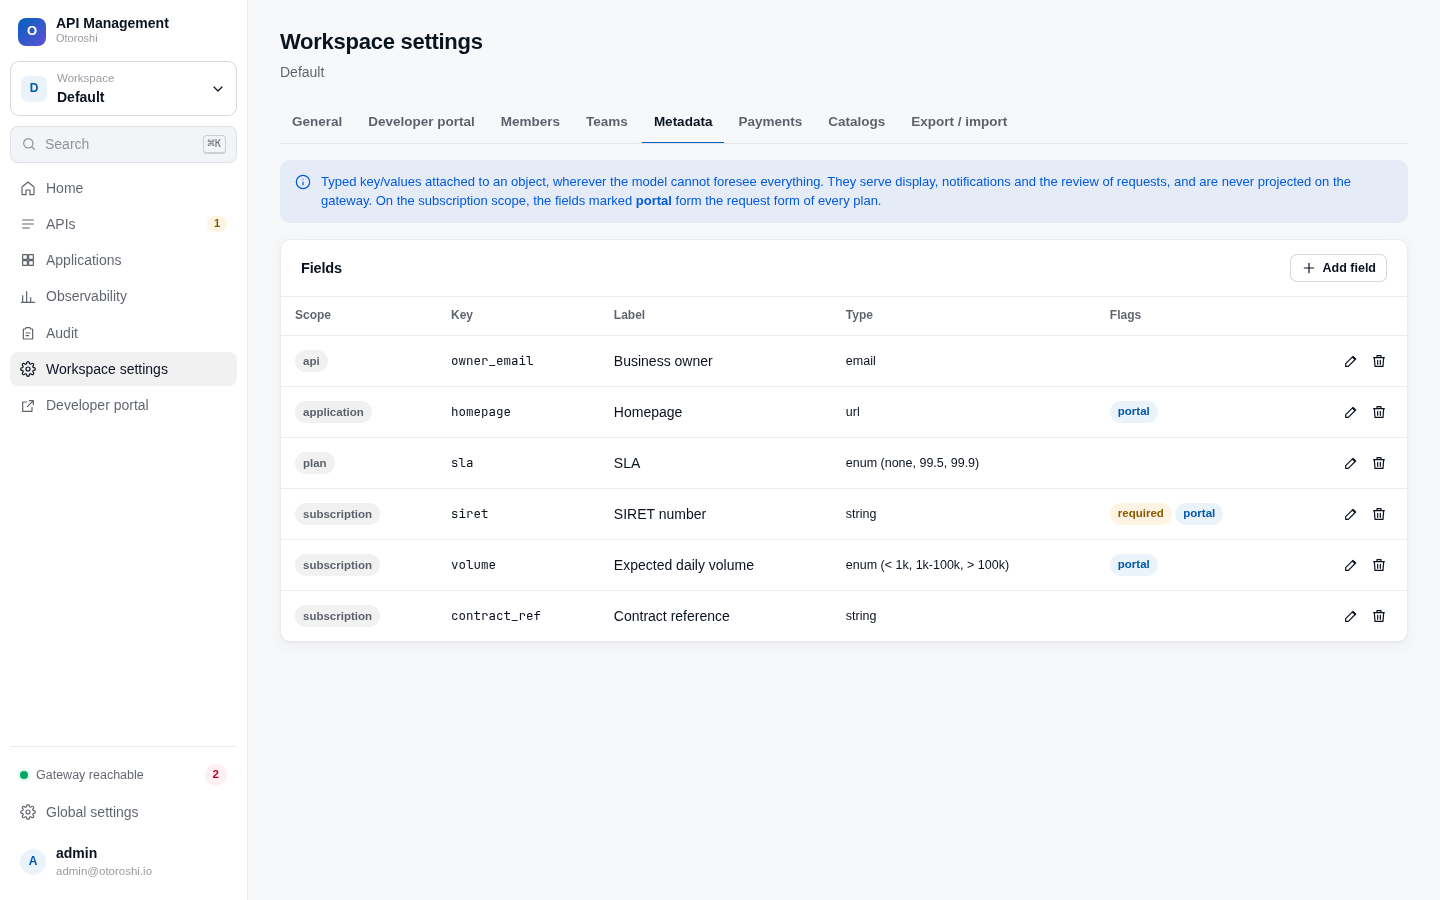 O
API Management
Otoroshi
D
Workspace
Default
Search
⌘K
Home
APIs
1
Applications
Observability
Audit
Workspace settings
Developer portal
Gateway reachable
2
Global settings
A
admin
admin@otoroshi.io
Workspace settings
Default
General Developer portal Members Teams Metadata Payments Catalogs Export / import
Typed key/values attached to an object, wherever the model cannot foresee everything. They serve display, notifications and the review of requests, and are never projected on the
gateway. On the subscription scope, the fields marked portal form the request form of every plan.
Fields
Add field
Scope Key Label Type Flags
api owner_email Business owner email
application homepage Homepage url portal
plan sla SLA enum (none, 99.5, 99.9)
subscription siret SIRET number string required portal
subscription volume Expected daily volume enum (< 1k, 1k-100k, > 100k) portal
subscription contract_ref Contract reference string